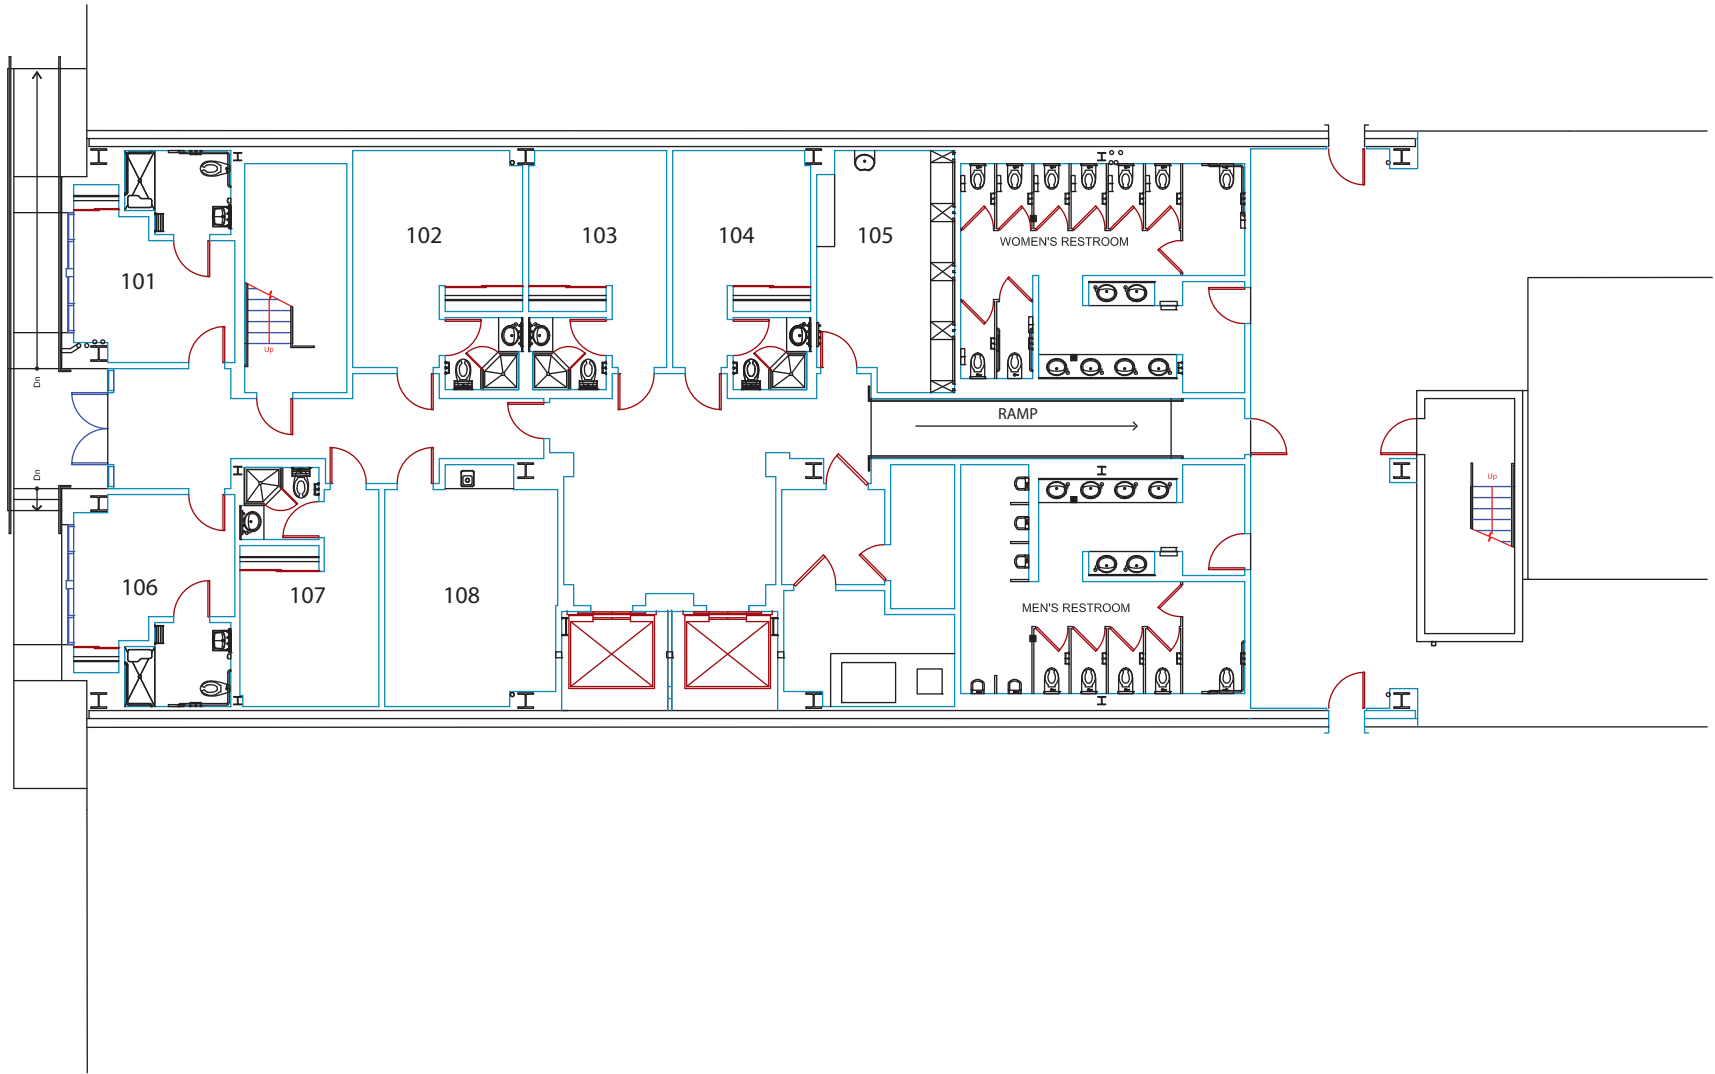 102
103
104
105
WOMEN'S RESTROOM
101
Up
Dn
RAMP
Dn
Up
106
107
108
MEN'S RESTROOM